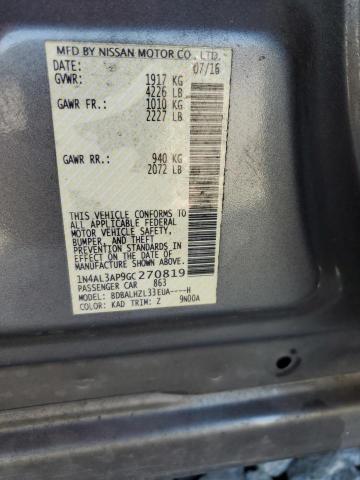 MFD BY NISSAN MOTOR CO., LTD.
DATE: 07/16
GVWR: 1917 KG
4226 LB
GAWR FR.: 1010 KG
2227 LB
GAWR RR.: 940 KG
2072 LB
THIS VEHICLE CONFORMS TO
ALL APPLICABLE FEDERAL
MOTOR VEHICLE SAFETY,
BUMPER, AND THEFT
PREVENTION STANDARDS
IN EFFECT ON THE DATE OF
MANUFACTURE SHOWN ABOVE.
1N4AL3AP9GC270819
PASSENGER CAR 863
MODEL: BDBALHZL33EUA----H
COLOR: KAD TRIM: Z 9N00A